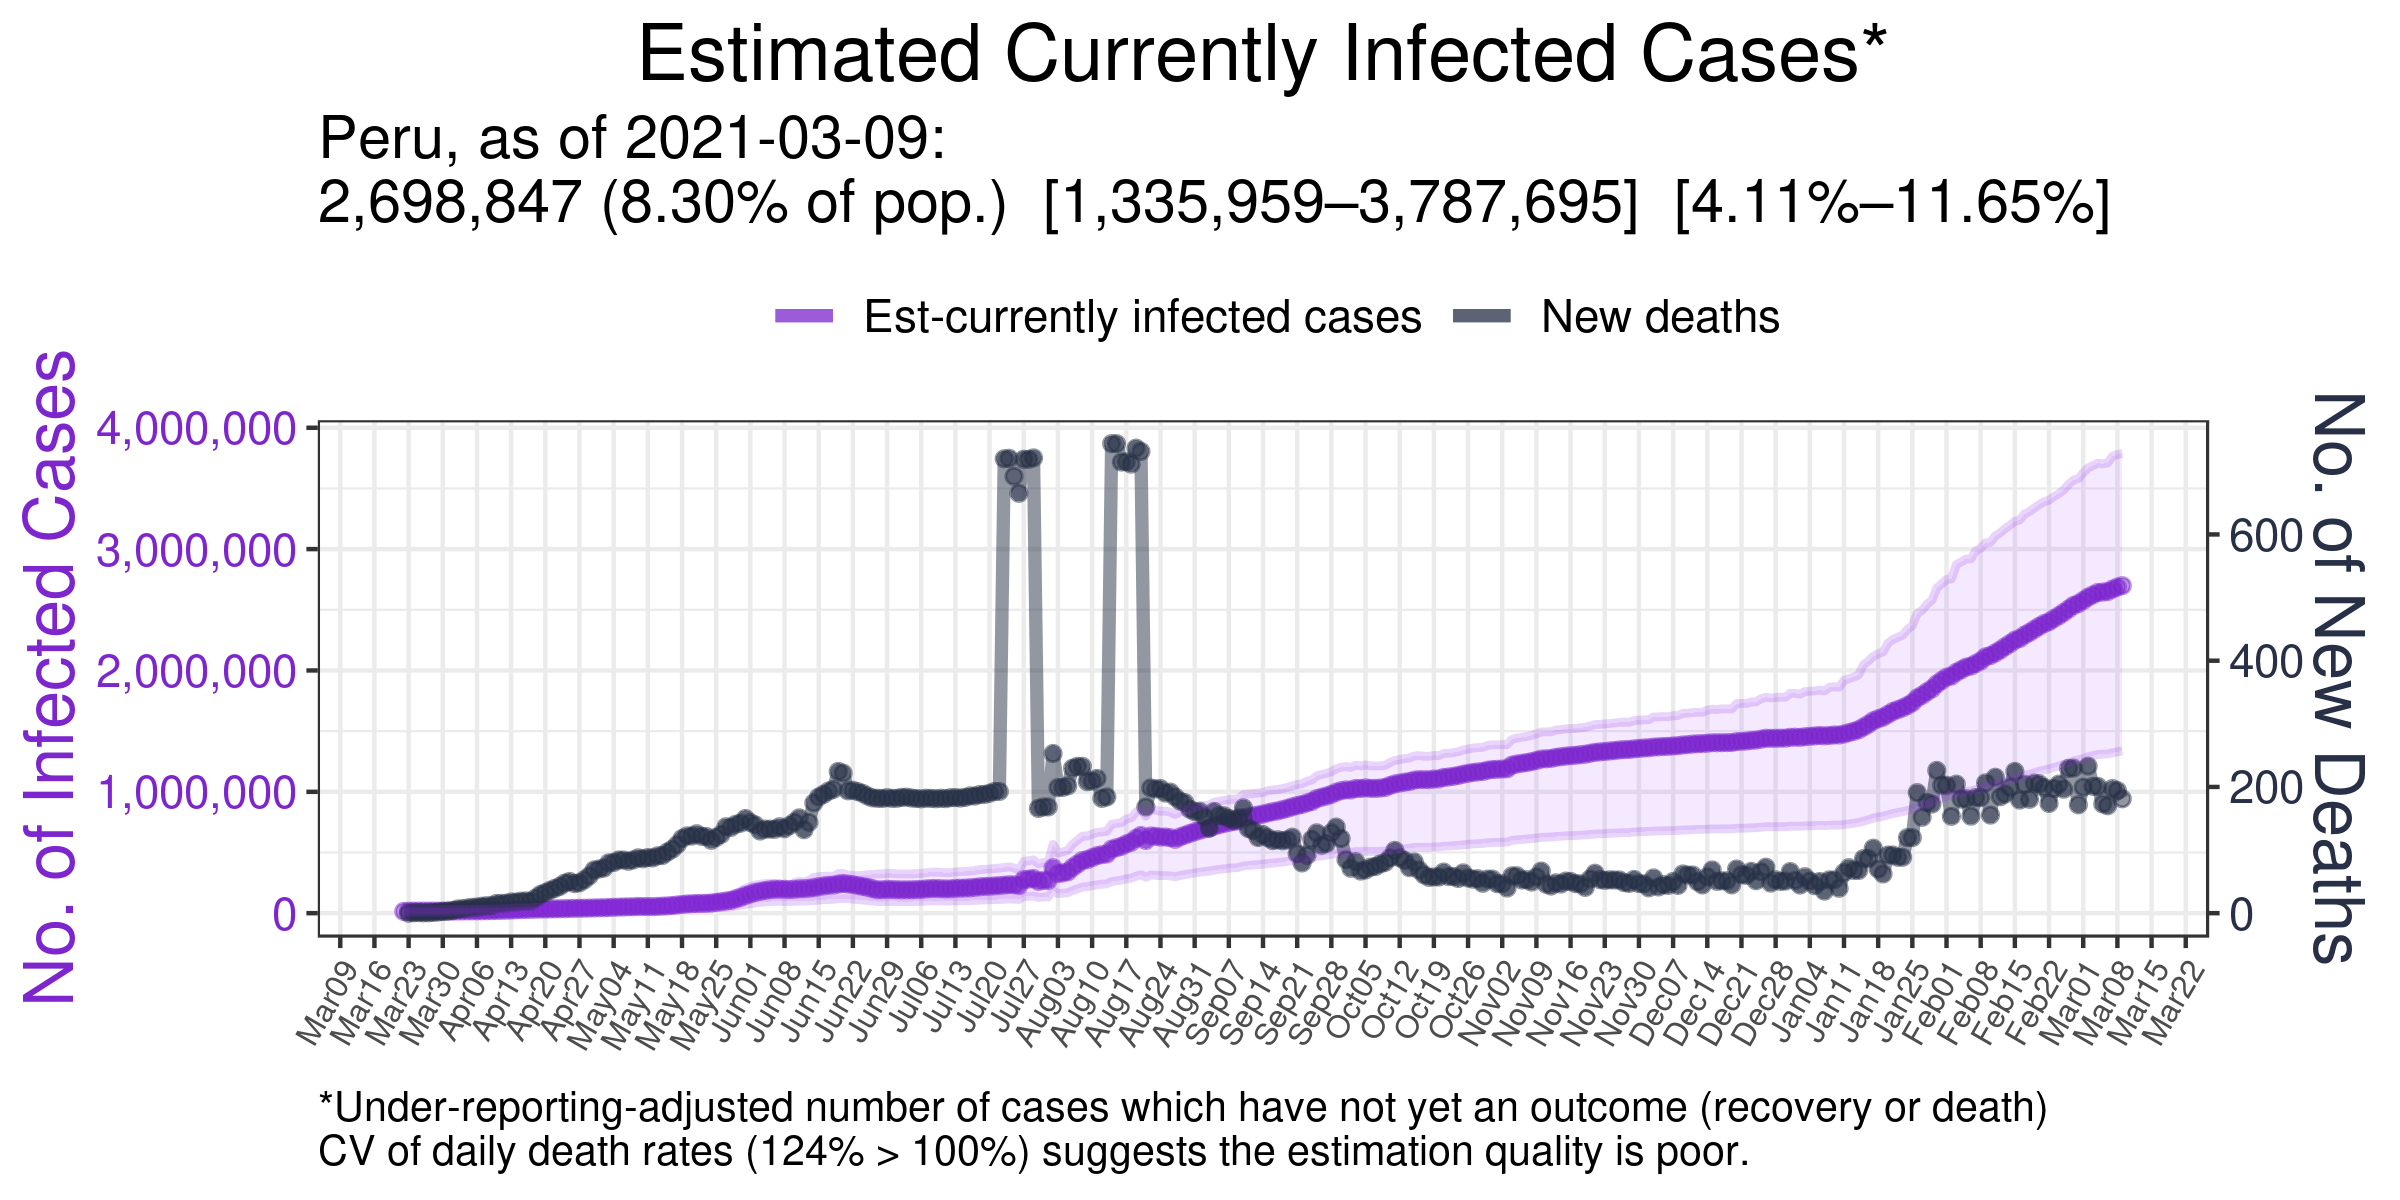 Estimated Currently Infected Cases*
Peru, as of 2021-03-09:
2,698,847 (8.30% of pop.) [1,335,959–3,787,695] [4.11%–11.65%]
Est-currently infected cases
New deaths
No. of Infected Cases
4,000,000
3,000,000
2,000,000
1,000,000
0
No. of New Deaths
600
400
200
0
Mar09
Mar16
Mar23
Mar30
Apr06
Apr13
Apr20
Apr27
May04
May11
May18
May25
Jun01
Jun08
Jun15
Jun22
Jun29
Jul06
Jul13
Jul20
Jul27
Aug03
Aug10
Aug17
Aug24
Aug31
Sep07
Sep14
Sep21
Sep28
Oct05
Oct12
Oct19
Oct26
Nov02
Nov09
Nov16
Nov23
Nov30
Dec07
Dec14
Dec21
Dec28
Jan04
Jan11
Jan18
Jan25
Feb01
Feb08
Feb15
Feb22
Mar01
Mar08
Mar15
Mar22
*Under-reporting-adjusted number of cases which have not yet an outcome (recovery or death)
CV of daily death rates (124% > 100%) suggests the estimation quality is poor.